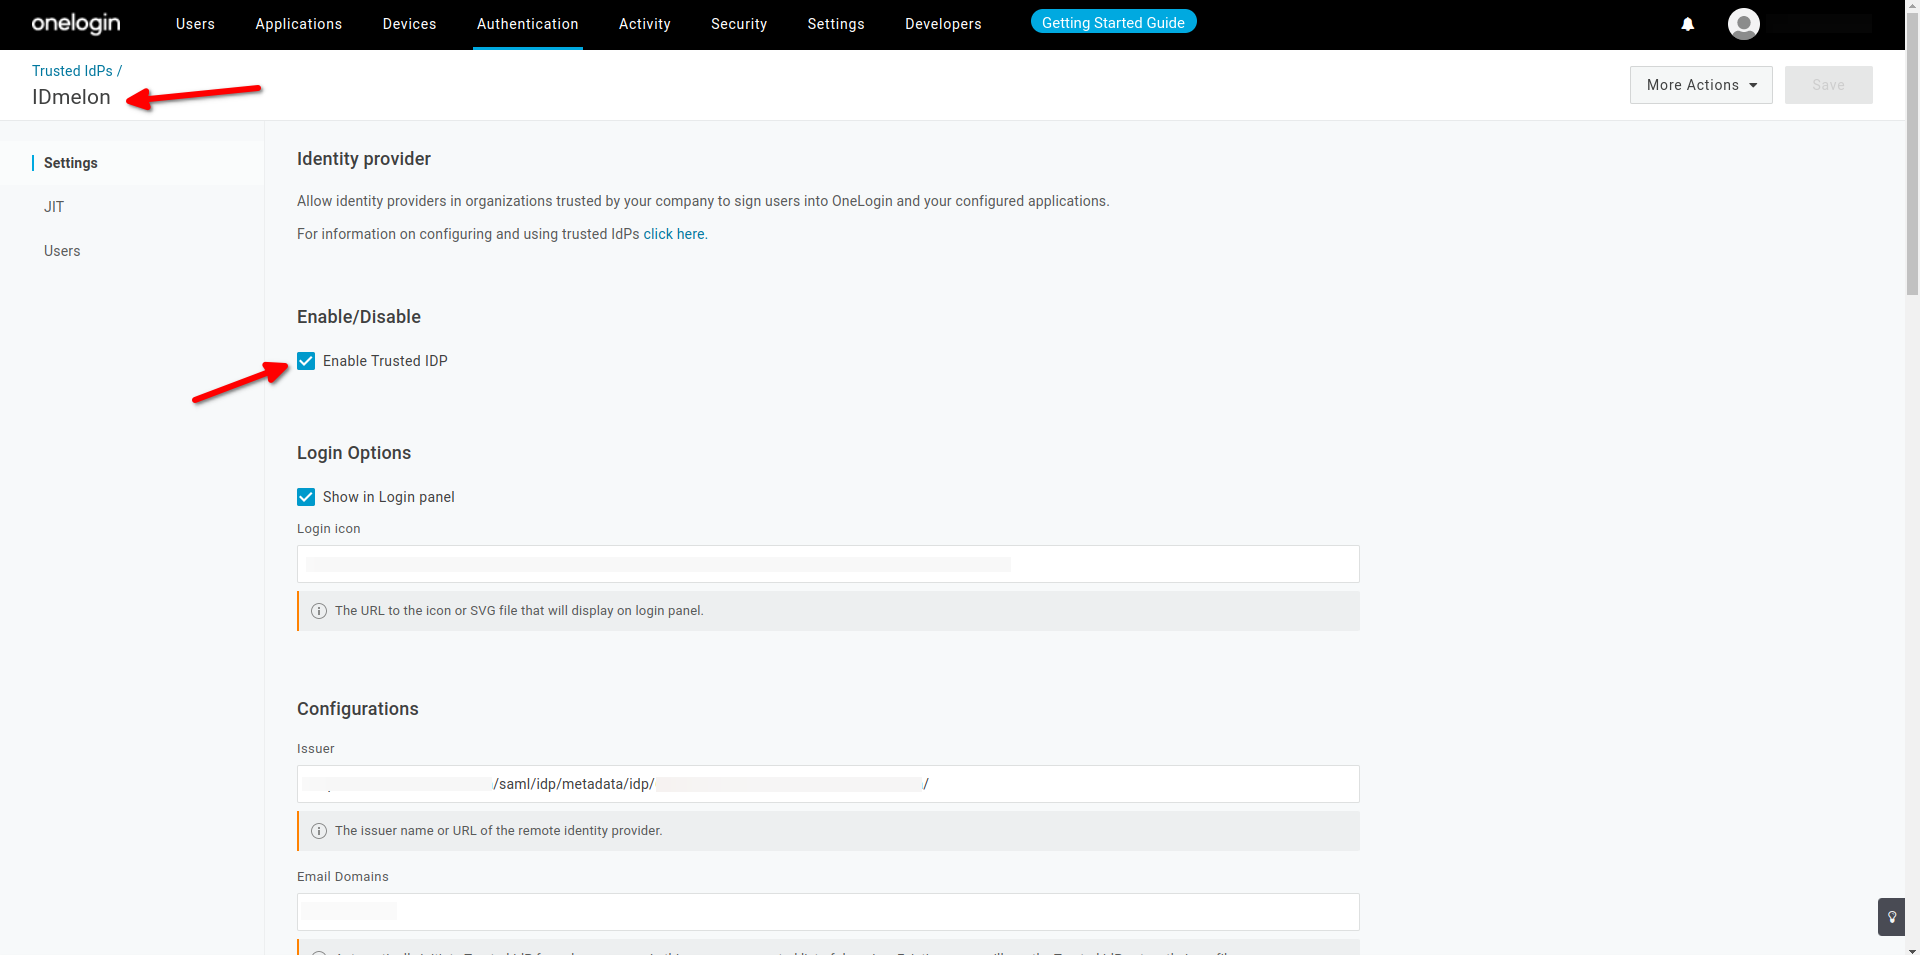 onelogin Users Applications Devices Authentication Activity Security Settings Developers Getting Started Guide
Trusted IdPs /
IDmelon
More Actions Save
Settings
JIT
Users
Identity provider
Allow identity providers in organizations trusted by your company to sign users into OneLogin and your configured applications.
For information on configuring and using trusted IdPs click here.
Enable/Disable
Enable Trusted IDP
Login Options
Show in Login panel
Login icon
The URL to the icon or SVG file that will display on login panel.
Configurations
Issuer
/saml/idp/metadata/idp/ /
The issuer name or URL of the remote identity provider.
Email Domains